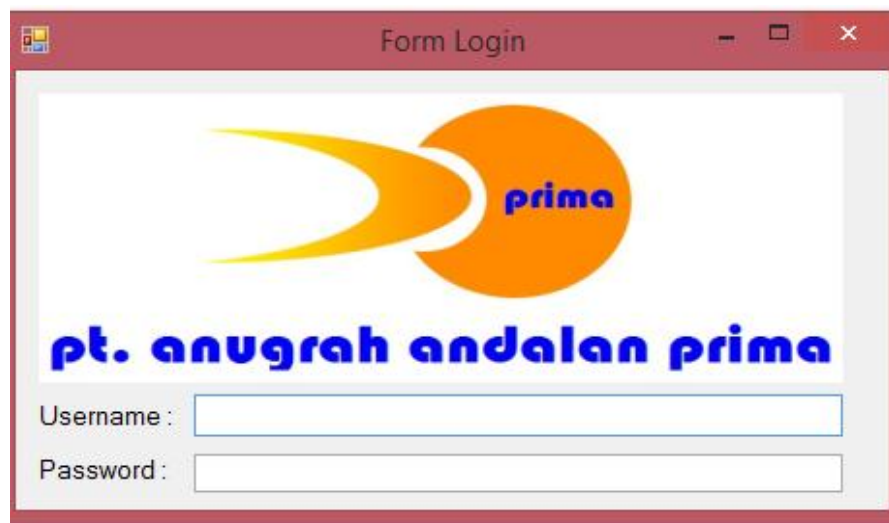 Form Login
prima
pt. anugrah andalan prima
Username :
Password :